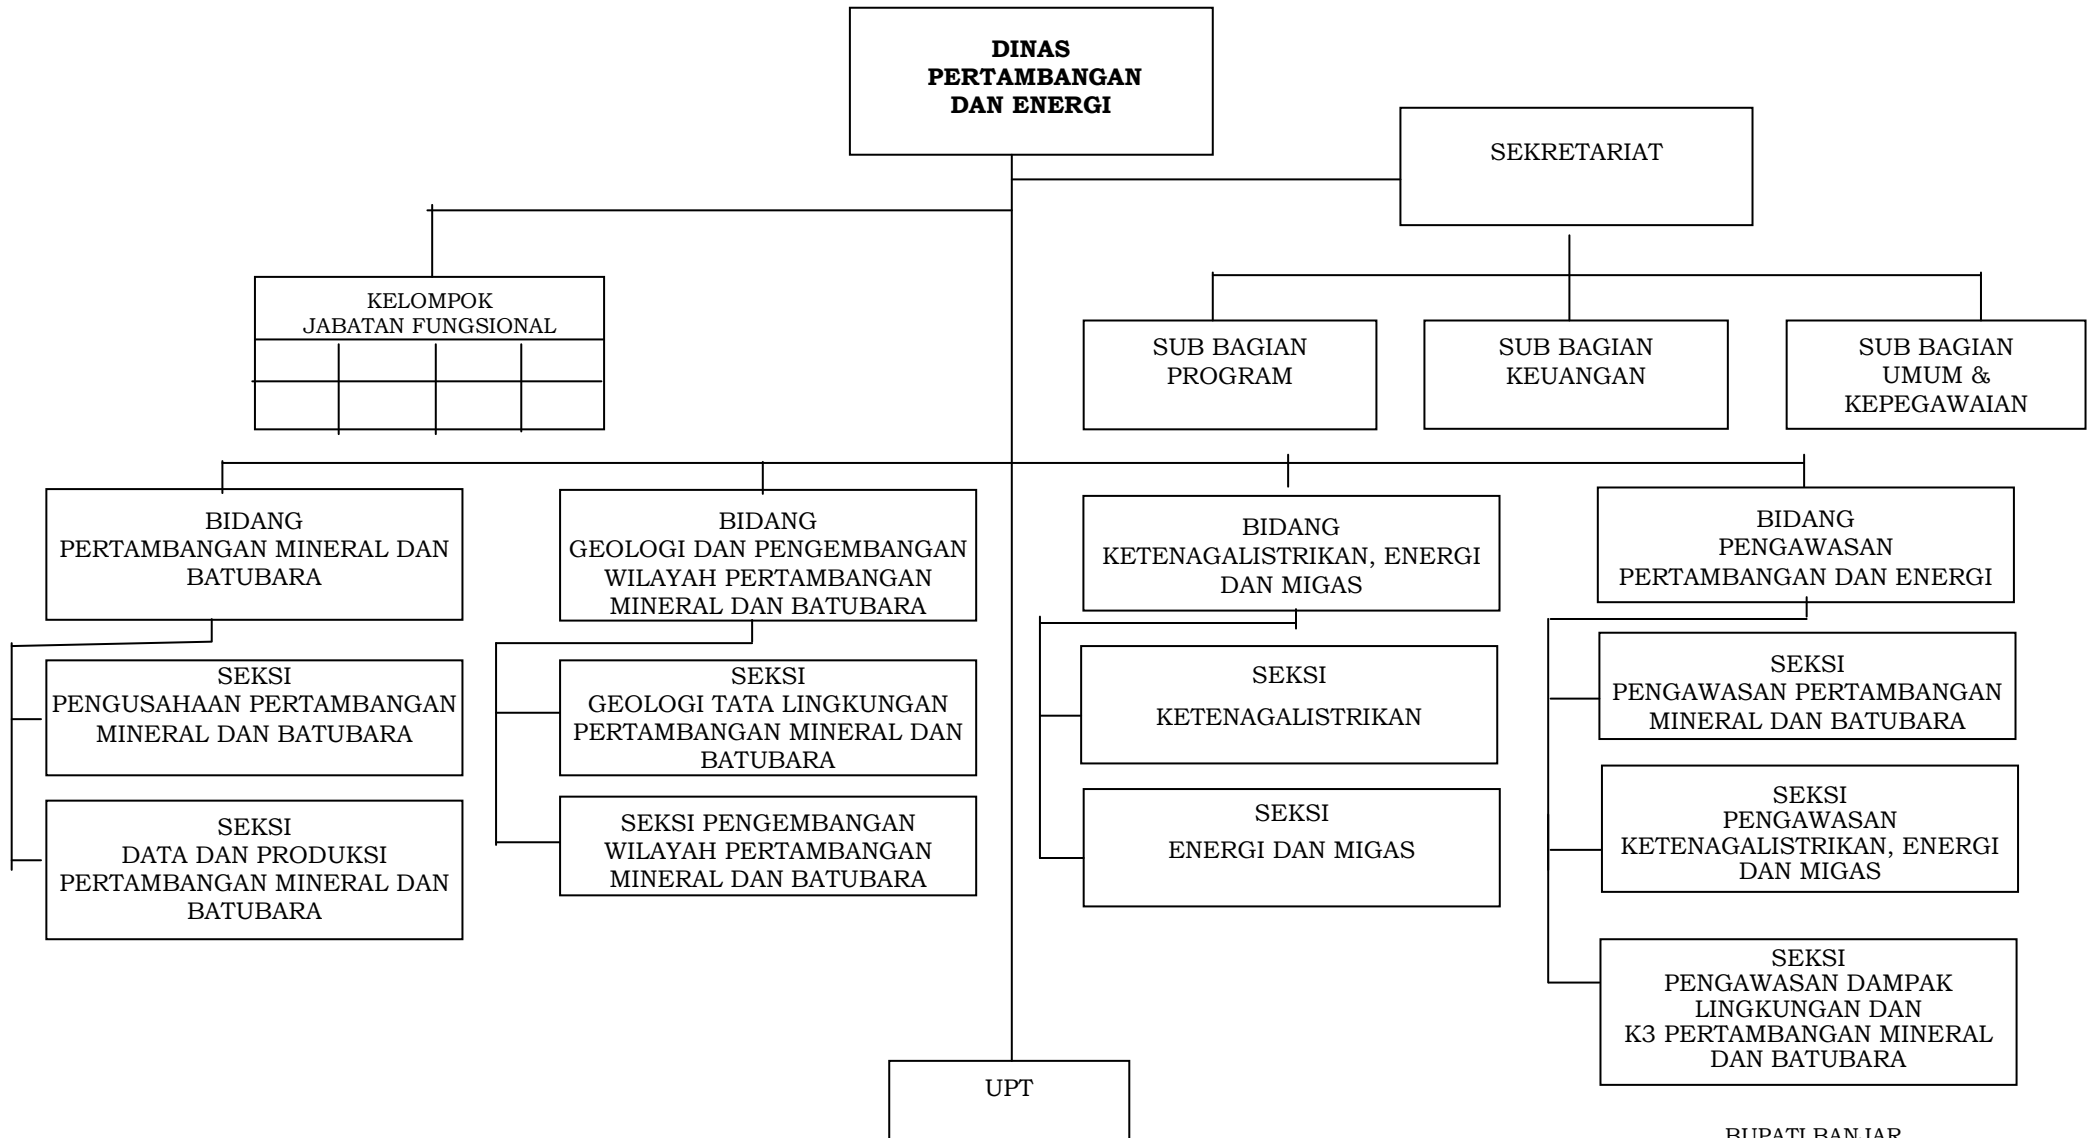 DINAS
PERTAMBANGAN
DAN ENERGI
SEKRETARIAT
KELOMPOK
JABATAN FUNGSIONAL
SUB BAGIAN
PROGRAM
SUB BAGIAN
KEUANGAN
SUB BAGIAN
UMUM &
KEPEGAWAIAN
BIDANG
PERTAMBANGAN MINERAL DAN
BATUBARA
BIDANG
GEOLOGI DAN PENGEMBANGAN
WILAYAH PERTAMBANGAN
MINERAL DAN BATUBARA
BIDANG
KETENAGALISTRIKAN, ENERGI
DAN MIGAS
BIDANG
PENGAWASAN
PERTAMBANGAN DAN ENERGI
SEKSI
PENGUSAHAAN PERTAMBANGAN
MINERAL DAN BATUBARA
SEKSI
GEOLOGI TATA LINGKUNGAN
PERTAMBANGAN MINERAL DAN
BATUBARA
SEKSI
KETENAGALISTRIKAN
SEKSI
PENGAWASAN PERTAMBANGAN
MINERAL DAN BATUBARA
SEKSI
DATA DAN PRODUKSI
PERTAMBANGAN MINERAL DAN
BATUBARA
SEKSI PENGEMBANGAN
WILAYAH PERTAMBANGAN
MINERAL DAN BATUBARA
SEKSI
ENERGI DAN MIGAS
SEKSI
PENGAWASAN
KETENAGALISTRIKAN, ENERGI
DAN MIGAS
SEKSI
PENGAWASAN DAMPAK
LINGKUNGAN DAN
K3 PERTAMBANGAN MINERAL
DAN BATUBARA
UPT
BUPATI BANJAR